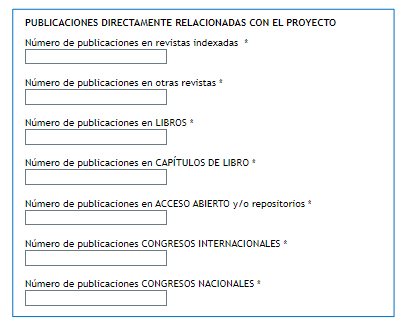 PUBLICACIONES DIRECTAMENTE RELACIONADAS CON EL PROYECTO
Número de publicaciones en revistas indexadas *
Número de publicaciones en otras revistas *
Número de publicaciones en LIBROS *
Número de publicaciones en CAPÍTULOS DE LIBRO *
Número de publicaciones en ACCESO ABIERTO y/o repositorios *
Número de publicaciones CONGRESOS INTERNACIONALES *
Número de publicaciones CONGRESOS NACIONALES *